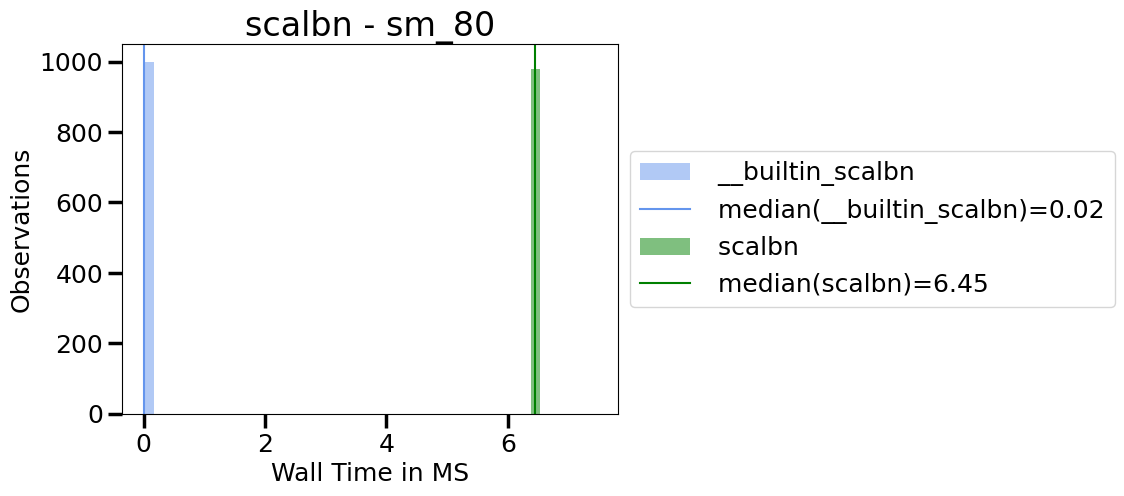 scalbn - sm_80
Observations
1000
800
600
400
200
0
0 2 4 6
Wall Time in MS
__builtin_scalbn
median(__builtin_scalbn)=0.02
scalbn
median(scalbn)=6.45